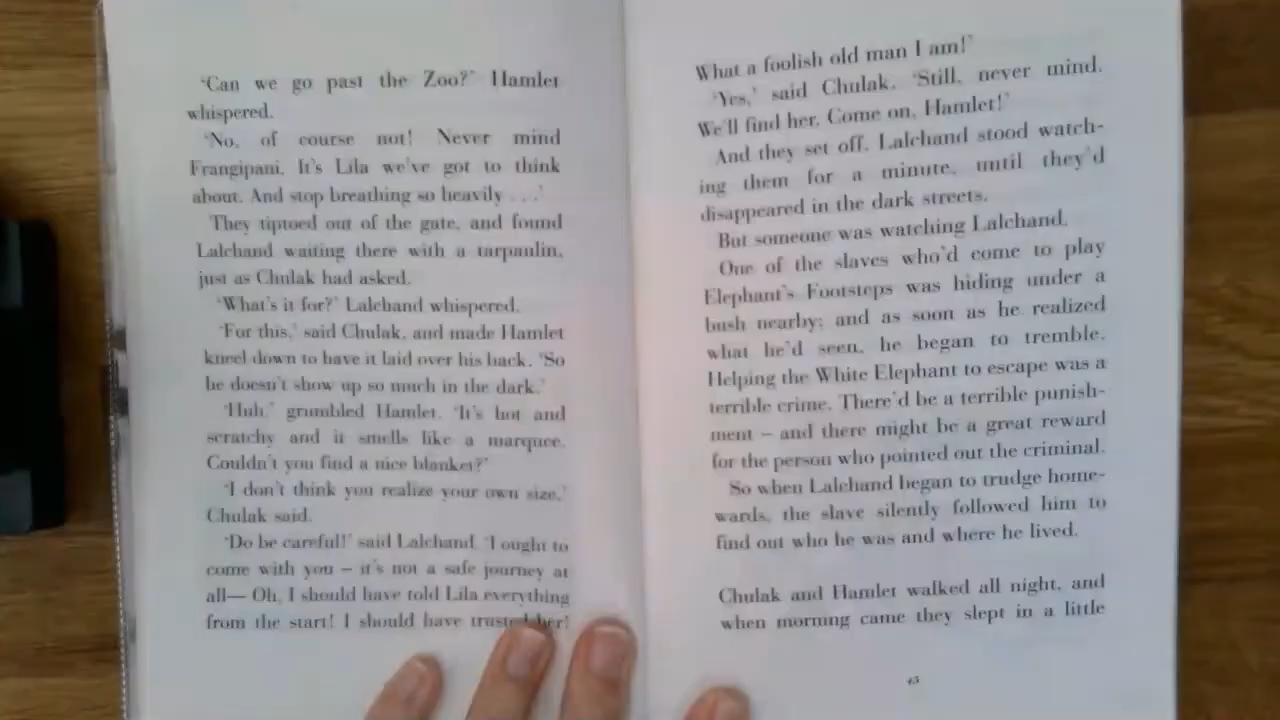 'Can we go past the Zoo?' Hamlet
whispered.
'No, of course not! Never mind
Frangipani. It's Lila we've got to think
about. And stop breathing so heavily . . .'
They tiptoed out of the gate, and found
Lalchand waiting there with a tarpaulin,
just as Chulak had asked.
'What's it for?' Lalchand whispered.
'For this,' said Chulak, and made Hamlet
kneel down to have it laid over his back. 'So
he doesn't show up so much in the dark.'
'Huh,' grumbled Hamlet. 'It's hot and
scratchy and it smells like a marquee.
Couldn't you find a nice blanket?'
'I don't think you realize your own size,'
Chulak said.
'Do be careful!' said Lalchand. 'I ought to
come with you – it's not a safe journey at
all— Oh, I should have told Lila everything
from the start! I should have trusted her!
What a foolish old man I am!'
'Yes,' said Chulak. 'Still, never mind.
We'll find her. Come on, Hamlet!'
And they set off. Lalchand stood watch-
ing them for a minute, until they'd
disappeared in the dark streets.
But someone was watching Lalchand.
One of the slaves who'd come to play
Elephant's Footsteps was hiding under a
bush nearby; and as soon as he realized
what he'd seen, he began to tremble.
Helping the White Elephant to escape was a
terrible crime. There'd be a terrible punish-
ment – and there might be a great reward
for the person who pointed out the criminal.
So when Lalchand began to trudge home-
wards, the slave silently followed him to
find out who he was and where he lived.
Chulak and Hamlet walked all night, and
when morning came they slept in a little
45